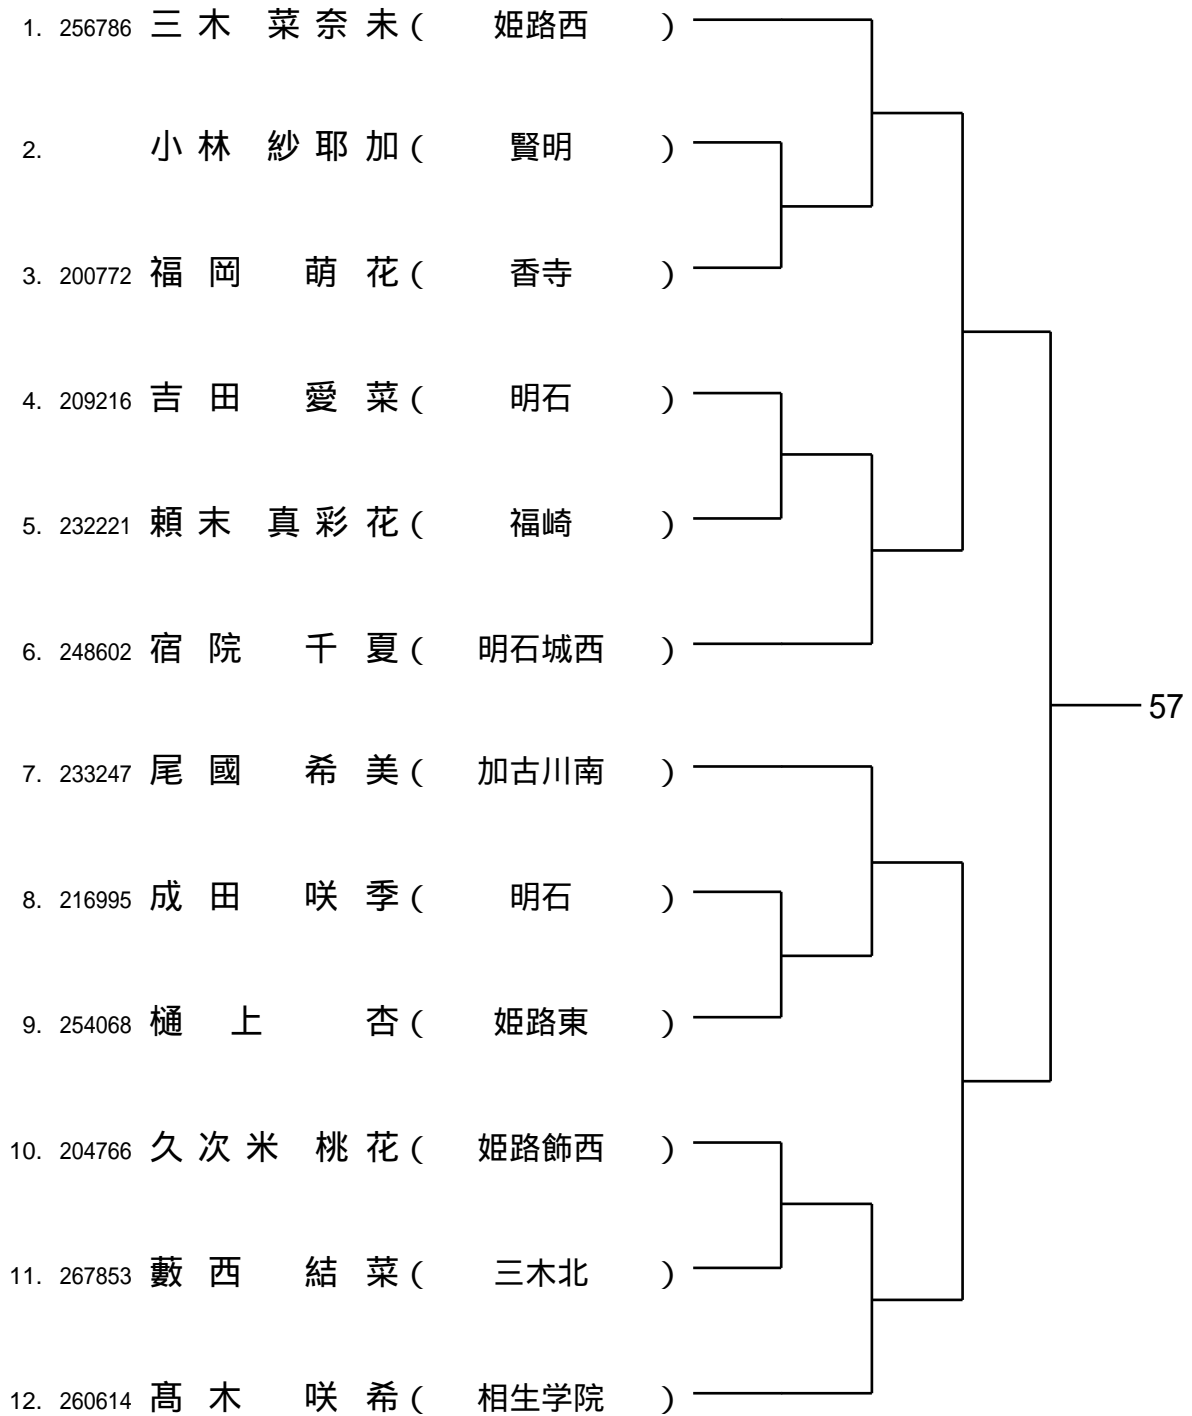 1. 256786 三木 菜奈未 ( 姫路西 )
2. 小林 紗耶加 ( 賢明 )
3. 200772 福岡 萌花 ( 香寺 )
4. 209216 吉田 愛菜 ( 明石 )
5. 232221 頼末 真彩花 ( 福崎 )
6. 248602 宿院 千夏 ( 明石城西 )
57
7. 233247 尾國 希美 ( 加古川南 )
8. 216995 成田 咲季 ( 明石 )
9. 254068 樋上 杏 ( 姫路東 )
10. 204766 久次米 桃花 ( 姫路飾西 )
11. 267853 藪西 結菜 ( 三木北 )
12. 260614 髙木 咲希 ( 相生学院 )